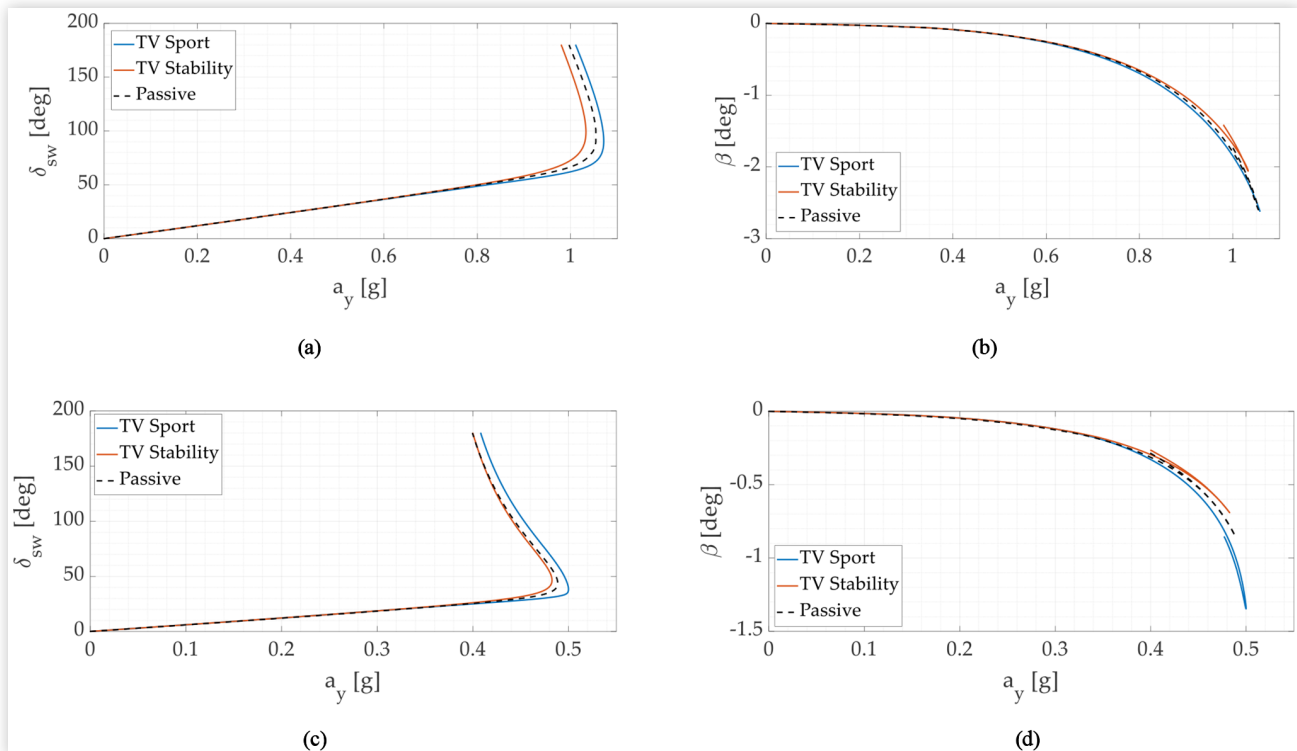 200
150
100
50
0
δsw [deg]
TV Sport
TV Stability
Passive
0 0.2 0.4 0.6 0.8 1
ay [g]
(a)
0
-1
-2
-3
β [deg]
TV Sport
TV Stability
Passive
0 0.2 0.4 0.6 0.8 1
ay [g]
(b)
200
150
100
50
0
δsw [deg]
TV Sport
TV Stability
Passive
0 0.1 0.2 0.3 0.4 0.5
ay [g]
(c)
0
-0.5
-1
-1.5
β [deg]
TV Sport
TV Stability
Passive
0 0.1 0.2 0.3 0.4 0.5
ay [g]
(d)